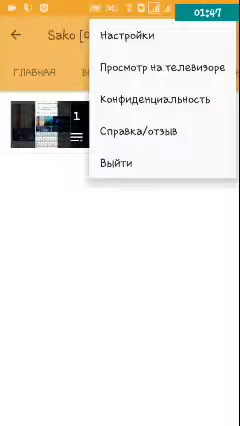 01:47
Sako [
ГЛАВНАЯ
Настройки
Просмотр на телевизоре
Конфиденциальность
Справка/отзыв
Выйти
1